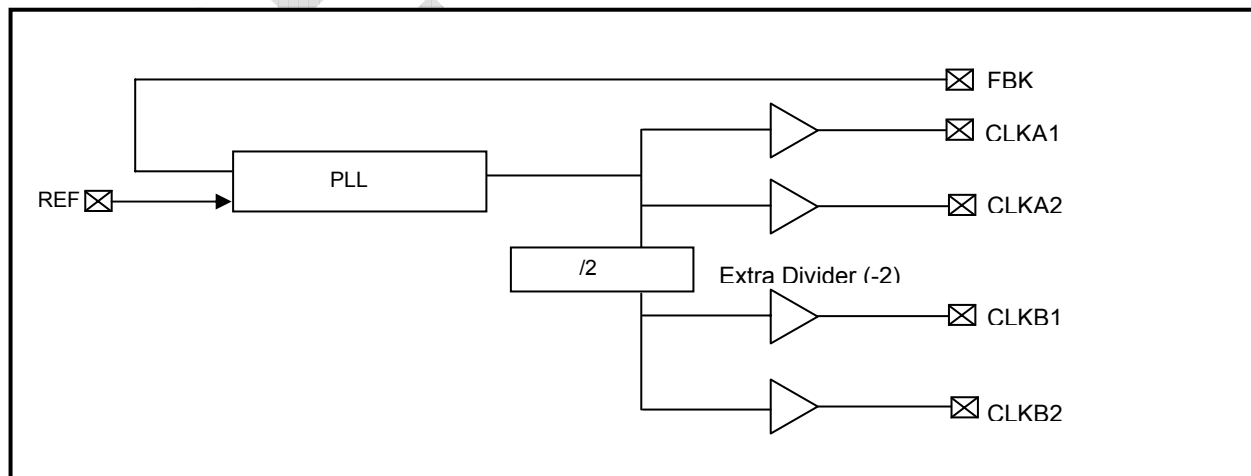 FBK
CLKA1
PLL
REF
CLKA2
/2
Extra Divider (-2)
CLKB1
CLKB2